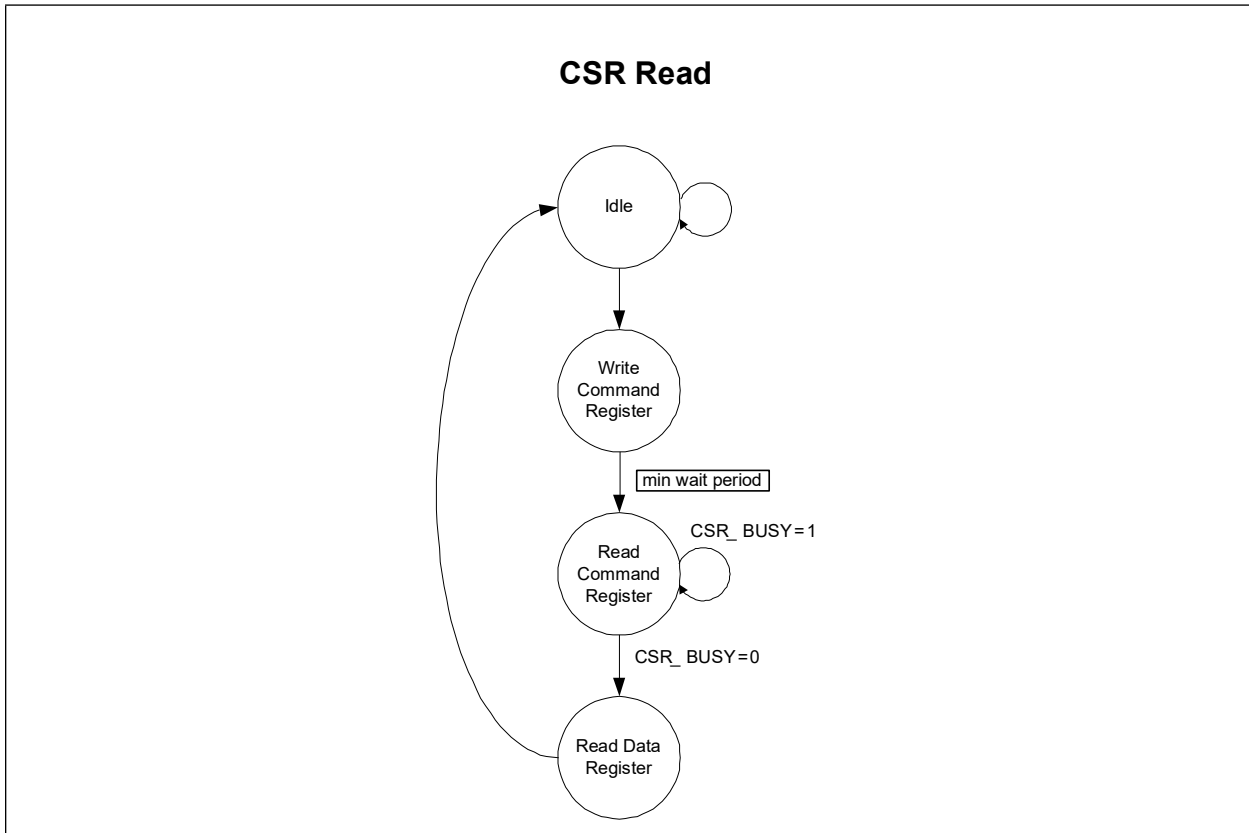 CSR Read
Idle
Write
Command
Register
min wait period
CSR_ BUSY=1
Read
Command
Register
CSR_ BUSY=0
Read Data
Register